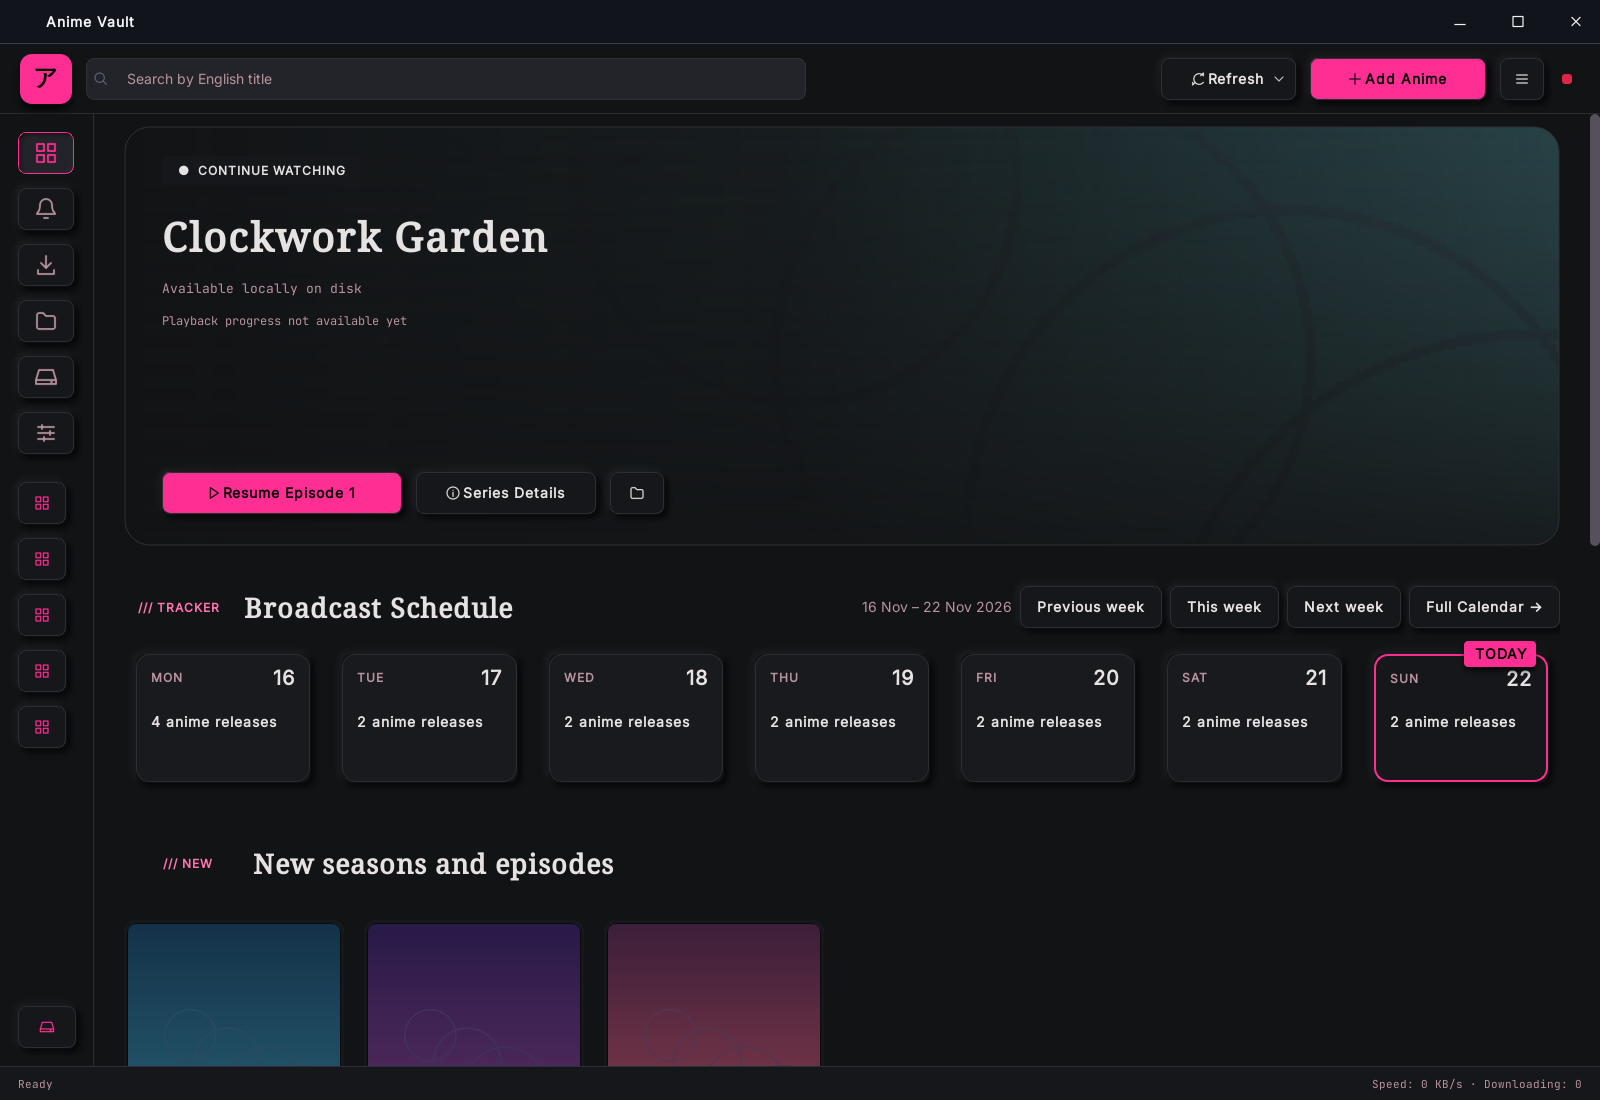 Anime Vault
ア
Search by English title
Refresh
Add Anime
CONTINUE WATCHING
Clockwork Garden
Available locally on disk
Playback progress not available yet
Resume Episode 1
Series Details
/// TRACKER
Broadcast Schedule
16 Nov – 22 Nov 2026
Previous week
This week
Next week
Full Calendar →
TODAY
MON 16
4 anime releases
TUE 17
2 anime releases
WED 18
2 anime releases
THU 19
2 anime releases
FRI 20
2 anime releases
SAT 21
2 anime releases
SUN 22
2 anime releases
/// NEW
New seasons and episodes
Ready
Speed: 0 KB/s · Downloading: 0